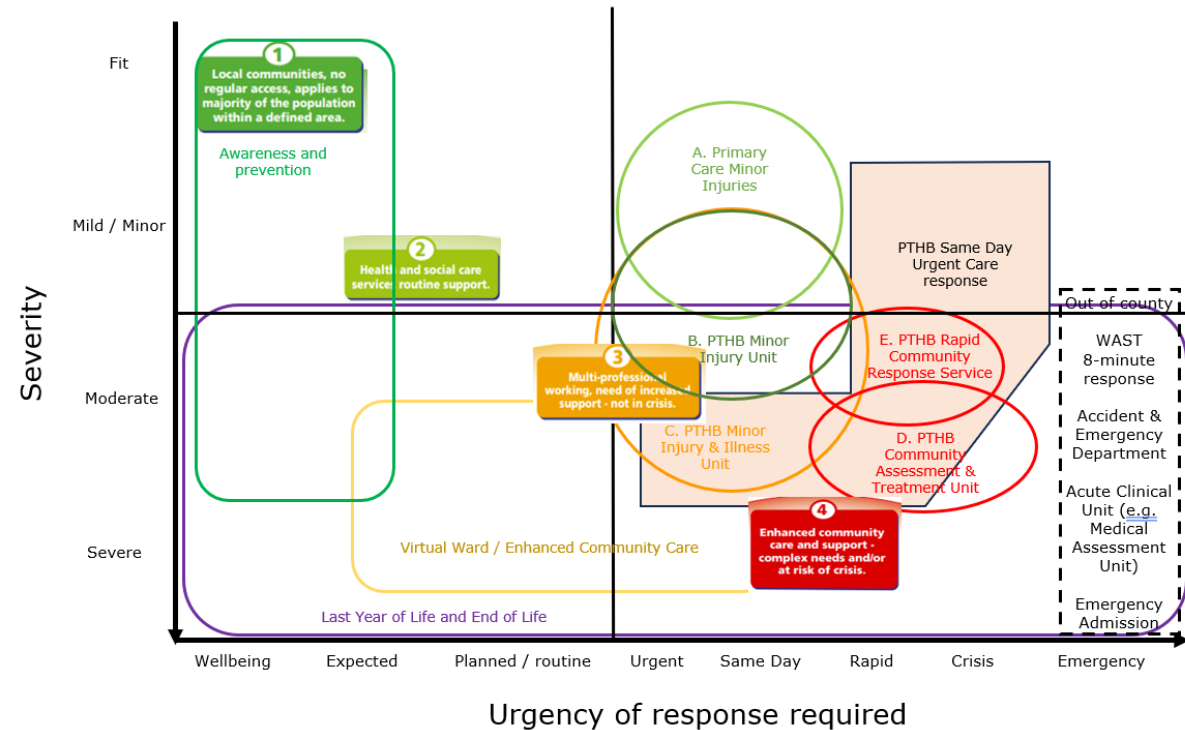 Severity
Fit
Mild / Minor
Moderate
Severe
1
Local communities, no
regular access, applies to
majority of the population
within a defined area.
Awareness and
prevention
2
Health and social care
services routine support.
3
Multi-professional
working, need of increased
support - not in crisis.
A. Primary
Care Minor
Injuries
B. PTHB Minor
Injury Unit
C. PTHB Minor
Injury & Illness
Unit
PTHB Same Day
Urgent Care
response
E. PTHB Rapid
Community
Response Service
D. PTHB
Community
Assessment &
Treatment Unit
4
Enhanced community
care and support -
complex needs and/or
at risk of crisis.
Virtual Ward / Enhanced Community Care
Last Year of Life and End of Life
Out of county
WAST
8-minute
response
Accident &
Emergency
Department
Acute Clinical
Unit (e.g.
Medical
Assessment
Unit)
Emergency
Admission
Wellbeing
Expected
Planned / routine
Urgent
Same Day
Rapid
Crisis
Emergency
Urgency of response required